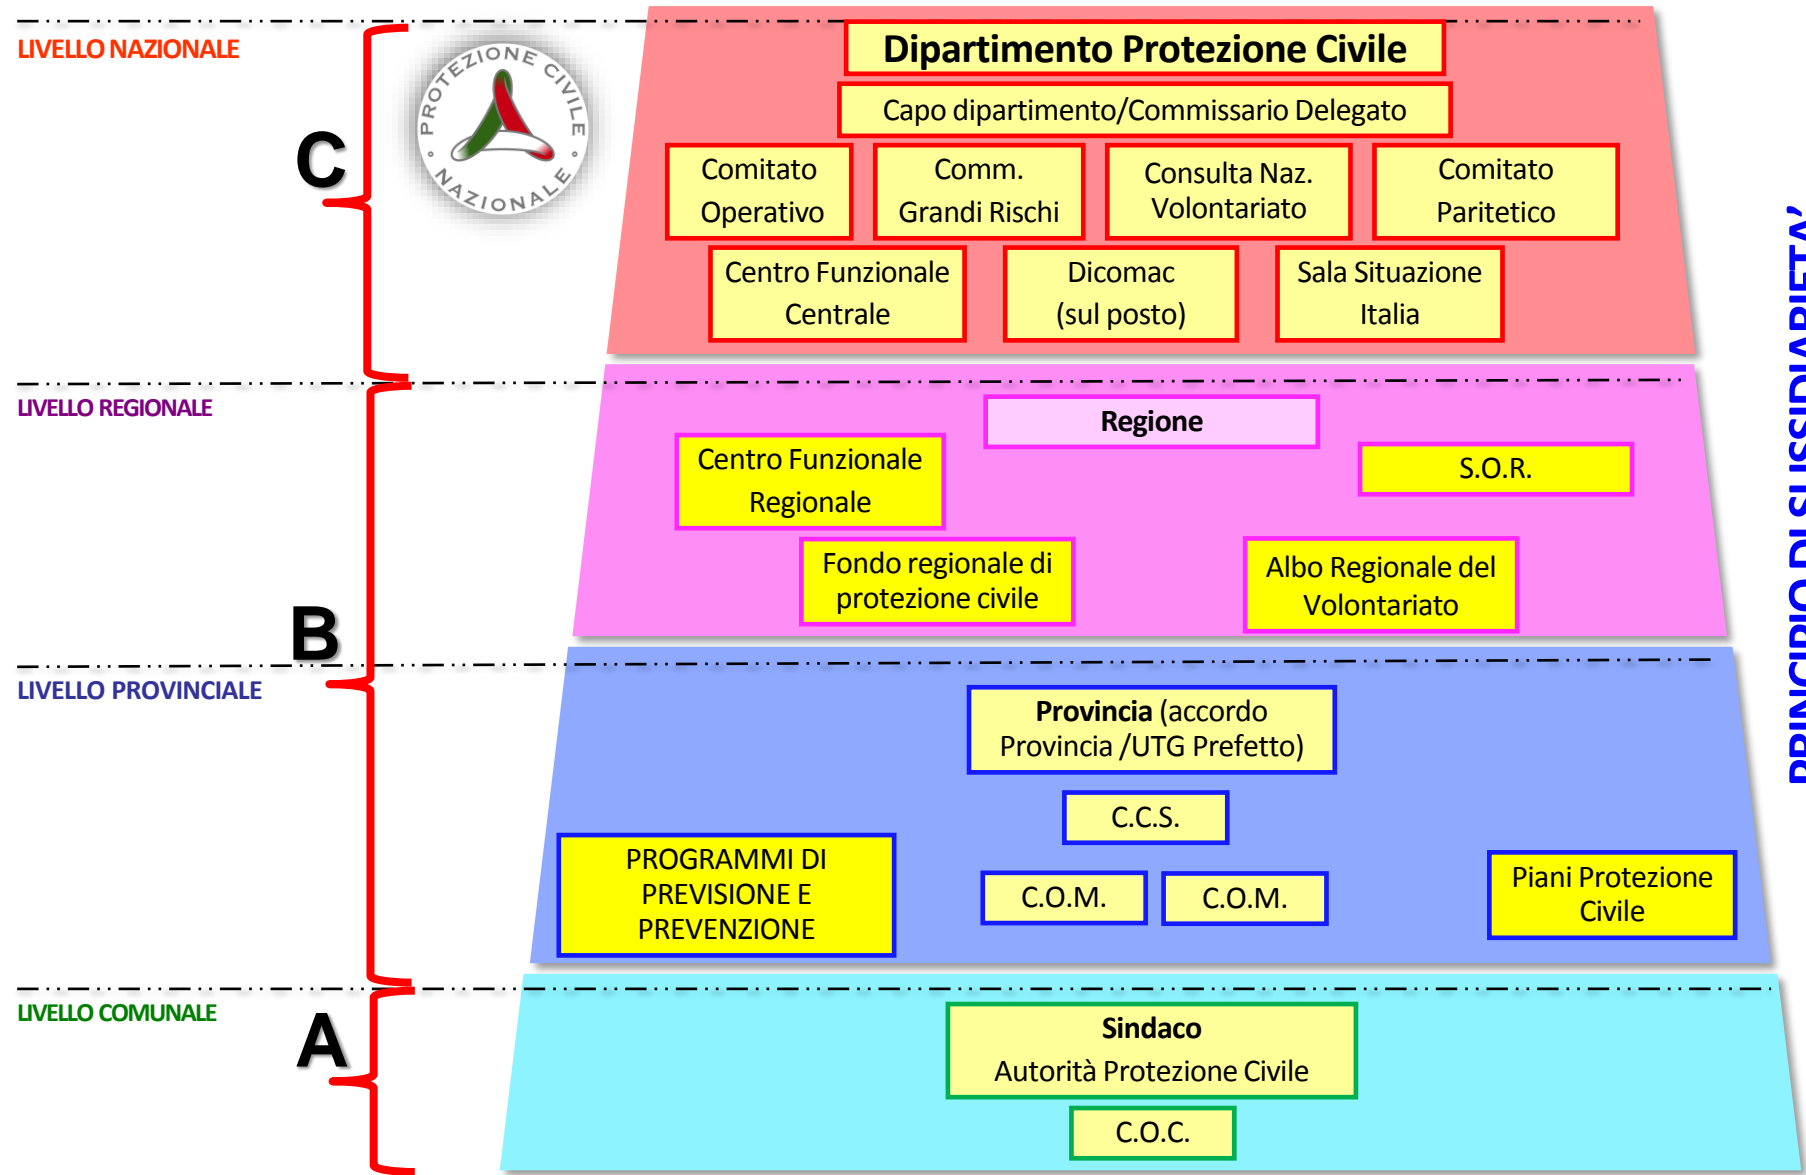 LIVELLO NAZIONALE
C
PROTEZIONE CIVILE
NAZIONALE
Dipartimento Protezione Civile
Capo dipartimento/Commissario Delegato
Comitato
Operativo
Comm.
Grandi Rischi
Consulta Naz.
Volontariato
Comitato
Paritetico
Centro Funzionale
Centrale
Dicomac
(sul posto)
Sala Situazione
Italia
LIVELLO REGIONALE
B
Regione
Centro Funzionale
Regionale
S.O.R.
Fondo regionale di
protezione civile
Albo Regionale del
Volontariato
LIVELLO PROVINCIALE
Provincia (accordo
Provincia /UTG Prefetto)
C.C.S.
PROGRAMMI DI
PREVISIONE E
PREVENZIONE
C.O.M.
C.O.M.
Piani Protezione
Civile
LIVELLO COMUNALE
A
Sindaco
Autorità Protezione Civile
C.O.C.
PRINCIPIO DI SUSSIDIARIETA’